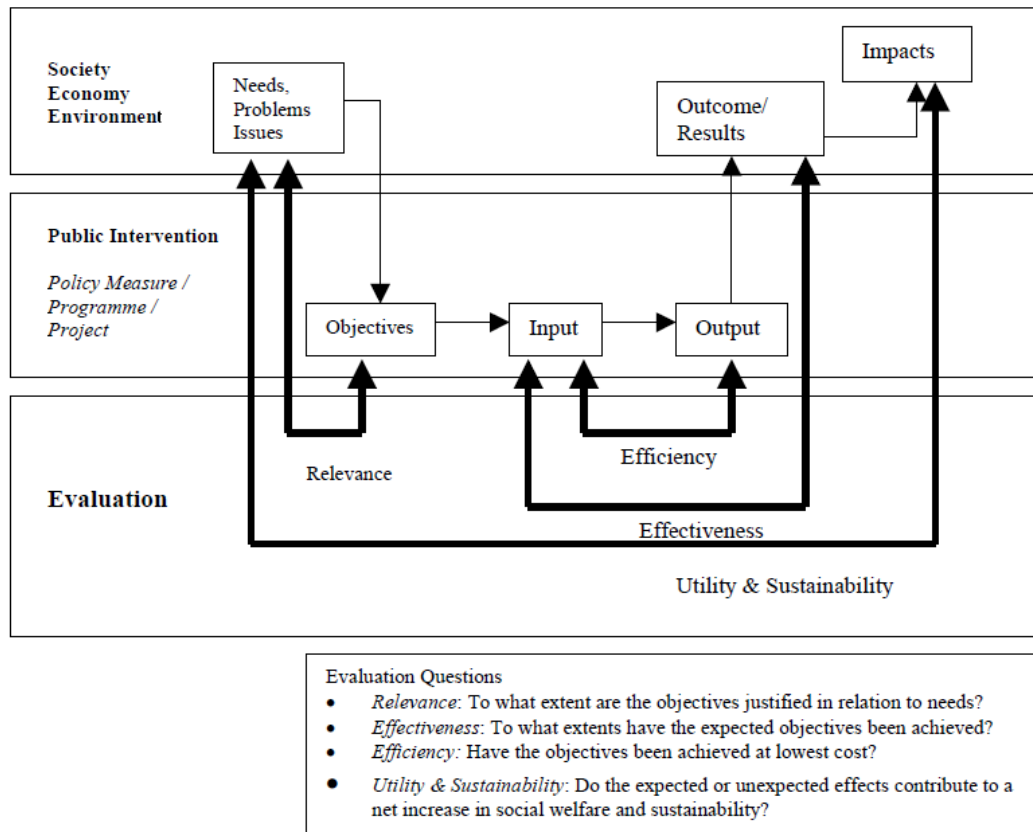 Society
Economy
Environment
Needs,
Problems
Issues
Outcome/
Results
Impacts
Public Intervention
Policy Measure /
Programme /
Project
Objectives
Input
Output
Evaluation
Relevance
Efficiency
Effectiveness
Utility & Sustainability
Evaluation Questions
• Relevance: To what extent are the objectives justified in relation to needs?
• Effectiveness: To what extents have the expected objectives been achieved?
• Efficiency: Have the objectives been achieved at lowest cost?
• Utility & Sustainability: Do the expected or unexpected effects contribute to a
net increase in social welfare and sustainability?